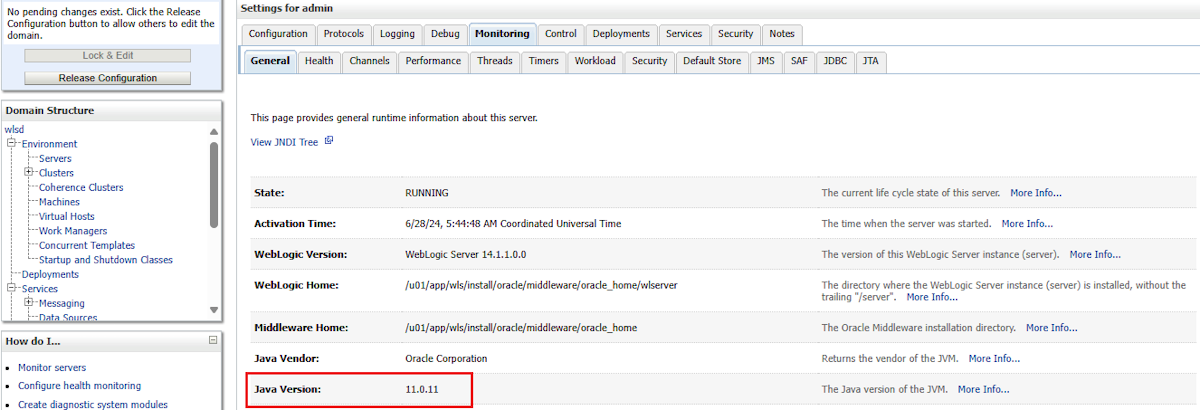 No pending changes exist. Click the Release
Configuration button to allow others to edit the
domain.
Lock & Edit
Release Configuration
Domain Structure
wlsd
Environment
Servers
Clusters
Coherence Clusters
Machines
Virtual Hosts
Work Managers
Concurrent Templates
Startup and Shutdown Classes
Deployments
Services
Messaging
Data Sources
How do I...
Monitor servers
Configure health monitoring
Create diagnostic system modules
Settings for admin
Configuration Protocols Logging Debug Monitoring Control Deployments Services Security Notes
General Health Channels Performance Threads Timers Workload Security Default Store JMS SAF JDBC JTA
This page provides general runtime information about this server.
View JNDI Tree
State: RUNNING The current life cycle state of this server. More Info...
Activation Time: 6/28/24, 5:44:48 AM Coordinated Universal Time The time when the server was started. More Info...
WebLogic Version: WebLogic Server 14.1.1.0.0 The version of this WebLogic Server instance (server). More Info...
WebLogic Home: /u01/app/wls/install/oracle/middleware/oracle_home/wlserver The directory where the WebLogic Server instance (server) is installed, without the
trailing "/server". More Info...
Middleware Home: /u01/app/wls/install/oracle/middleware/oracle_home The Oracle Middleware installation directory. More Info...
Java Vendor: Oracle Corporation Returns the vendor of the JVM. More Info...
Java Version: 11.0.11 The Java version of the JVM. More Info...